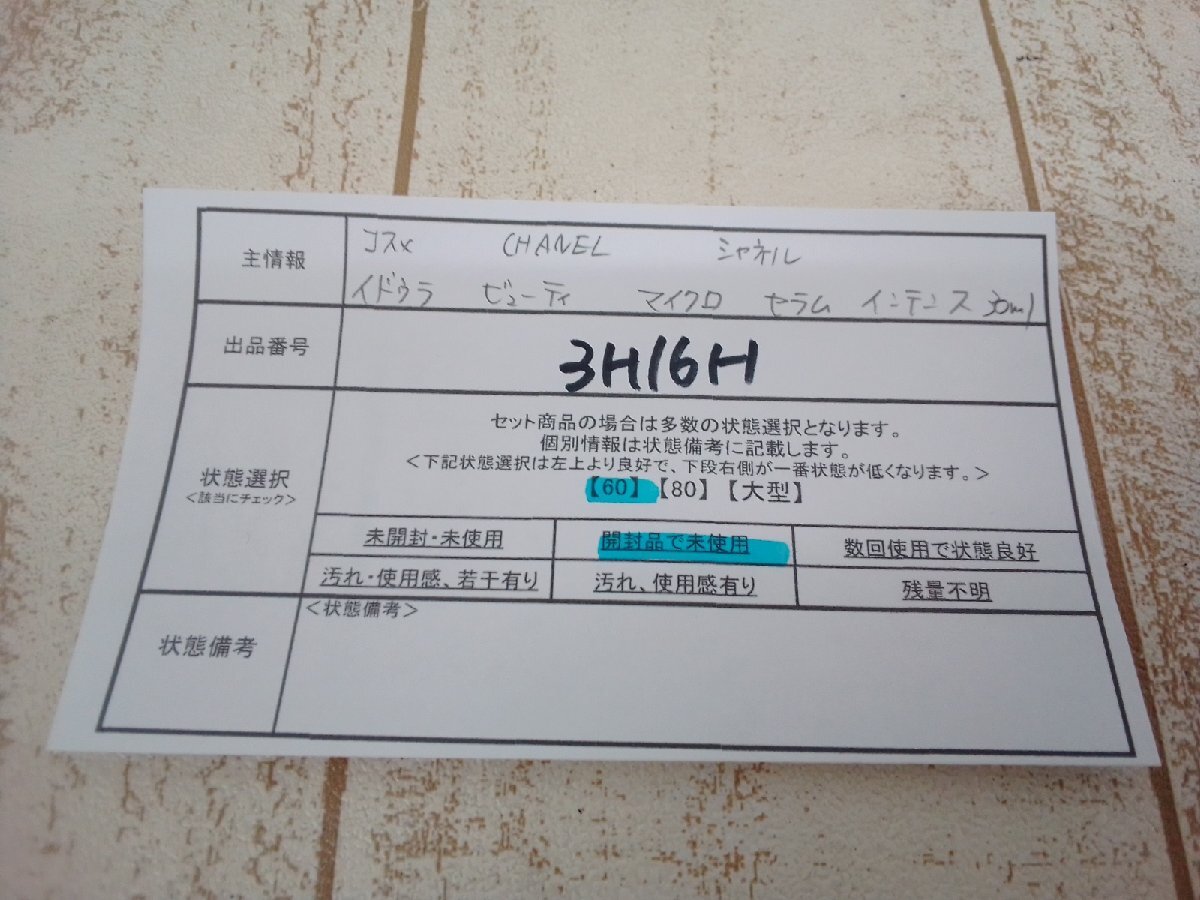 主情報
コスメ CHANEL シャネル
イドウラ ビューティ マイクロ セラム インテンス 30ml
出品番号
3H16H
状態選択
<該当にチェック>
セット商品の場合は多数の状態選択となります。
個別情報は状態備考に記載します。
<下記状態選択は左上より良好で、下段右側が一番状態が低くなります。>
【60】【80】【大型】
未開封・未使用 開封品で未使用 数回使用で状態良好
汚れ・使用感、若干有り 汚れ、使用感有り 残量不明
状態備考
<状態備考>